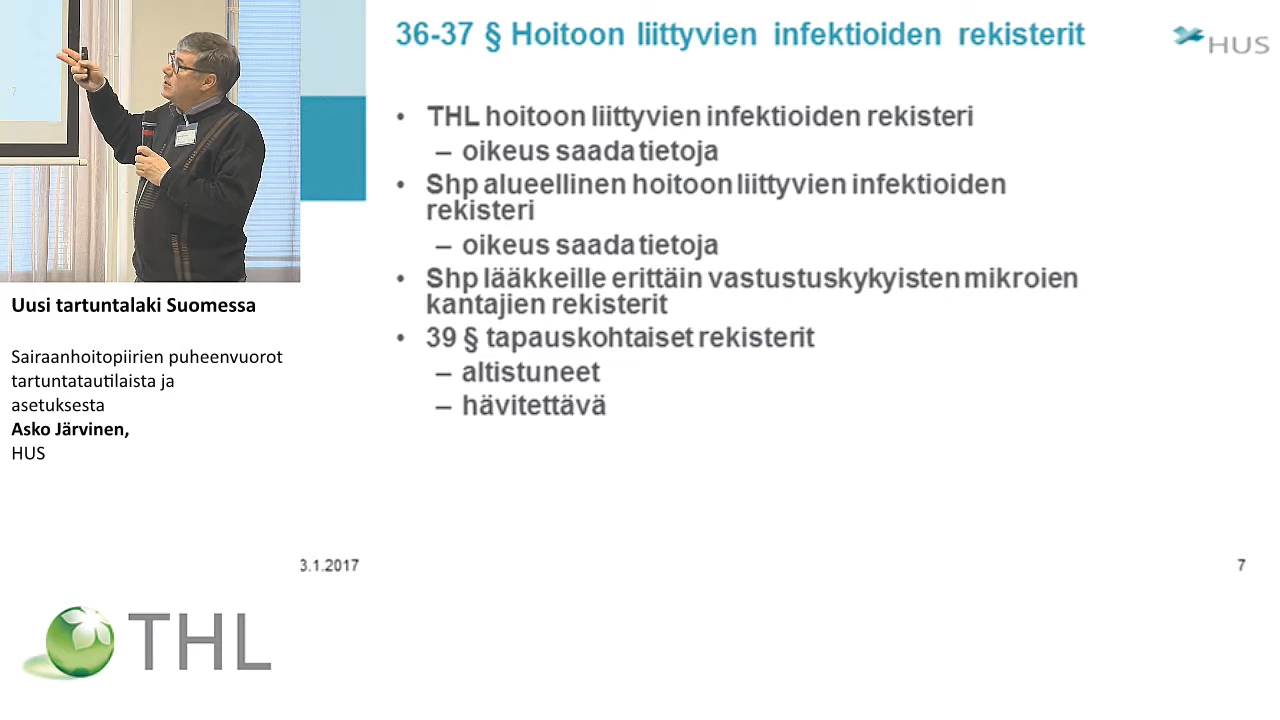 36-37 § Hoitoon liittyvien infektioiden rekisterit
HUS
• THL hoitoon liittyvien infektioiden rekisteri
– oikeus saada tietoja
• Shp alueellinen hoitoon liittyvien infektioiden
rekisteri
– oikeus saada tietoja
• Shp lääkkeille erittäin vastustuskykyisten mikroien
kantajien rekisterit
• 39 § tapauskohtaiset rekisterit
– altistuneet
– hävitettävä
7
Uusi tartuntalaki Suomessa
Sairaanhoitopiirien puheenvuorot
tartuntatautilaista ja
asetuksesta
Asko Järvinen,
HUS
3.1.2017
7
THL